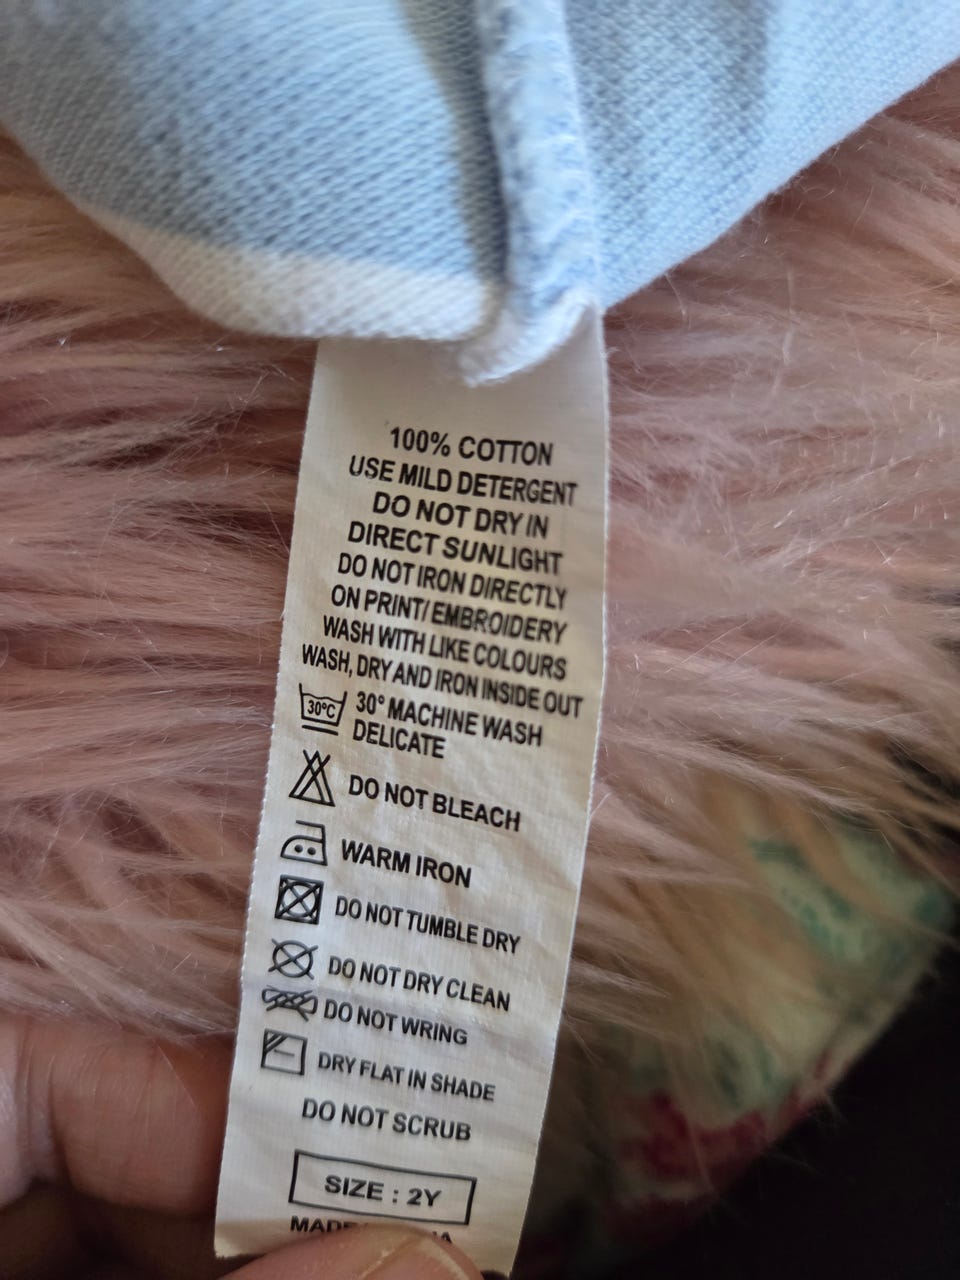 100% COTTON
USE MILD DETERGENT
DO NOT DRY IN
DIRECT SUNLIGHT
DO NOT IRON DIRECTLY
ON PRINT/ EMBROIDERY
WASH WITH LIKE COLOURS
WASH, DRY AND IRON INSIDE OUT
30°C 30° MACHINE WASH
DELICATE
DO NOT BLEACH
WARM IRON
DO NOT TUMBLE DRY
DO NOT DRY CLEAN
DO NOT WRING
DRY FLAT IN SHADE
DO NOT SCRUB
SIZE : 2Y